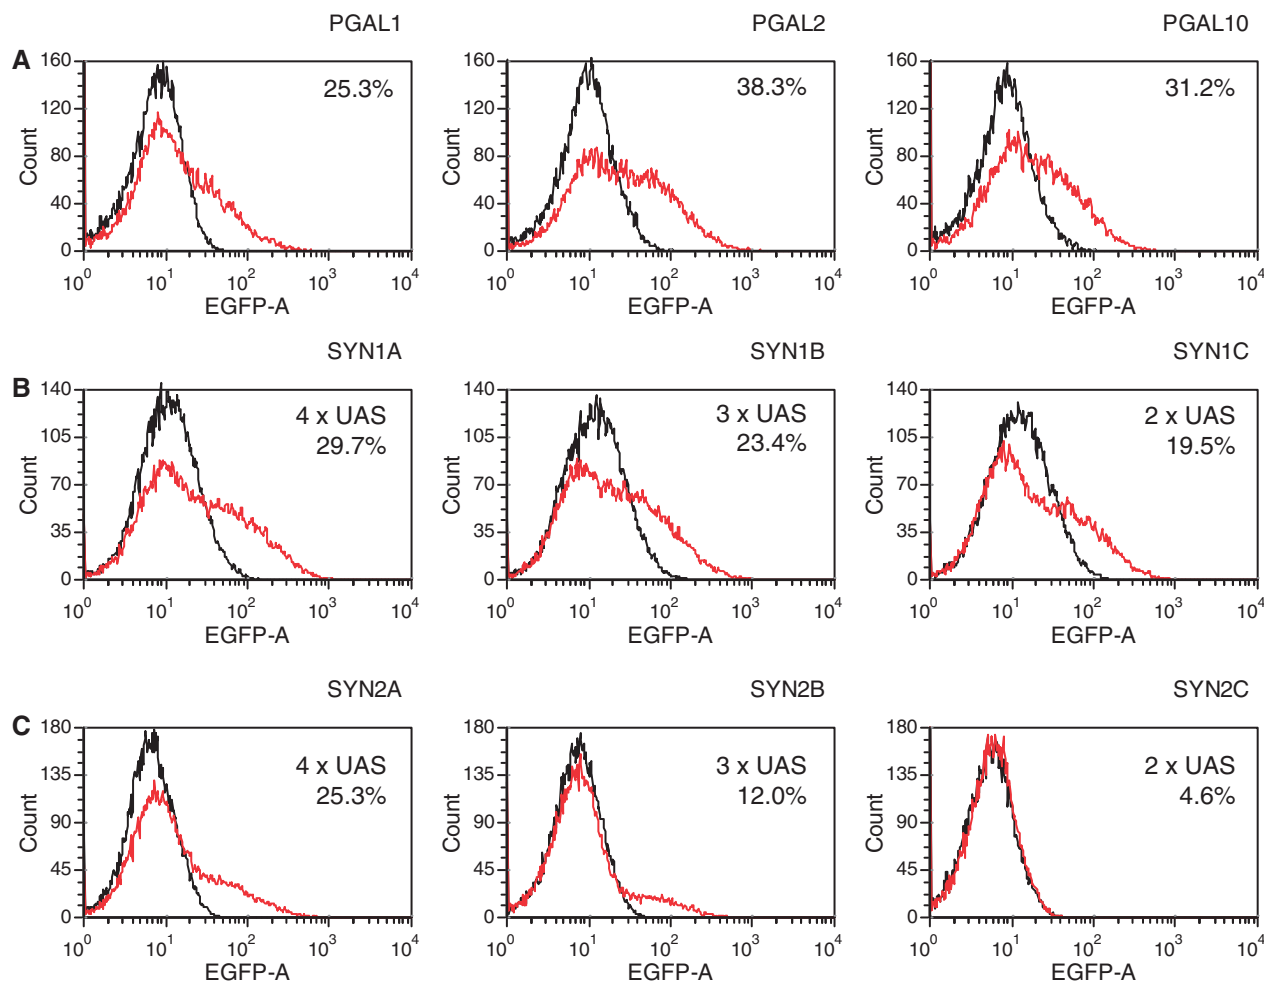 PGAL1 PGAL2 PGAL10
A
160 160 160
25.3% 38.3% 31.2%
120 120 120
Count Count Count
80 80 80
40 40 40
0 0 0
10^0 10^1 10^2 10^3 10^4 10^0 10^1 10^2 10^3 10^4 10^0 10^1 10^2 10^3 10^4
EGFP-A EGFP-A EGFP-A
SYN1A SYN1B SYN1C
B
140 140 140
4 x UAS 3 x UAS 2 x UAS
29.7% 23.4% 19.5%
105 105 105
Count Count Count
70 70 70
35 35 35
0 0 0
10^0 10^1 10^2 10^3 10^4 10^0 10^1 10^2 10^3 10^4 10^0 10^1 10^2 10^3 10^4
EGFP-A EGFP-A EGFP-A
SYN2A SYN2B SYN2C
C
180 180 180
4 x UAS 3 x UAS 2 x UAS
135 135 135
25.3% 12.0% 4.6%
Count Count Count
90 90 90
45 45 45
0 0 0
10^0 10^1 10^2 10^3 10^4 10^0 10^1 10^2 10^3 10^4 10^0 10^1 10^2 10^3 10^4
EGFP-A EGFP-A EGFP-A